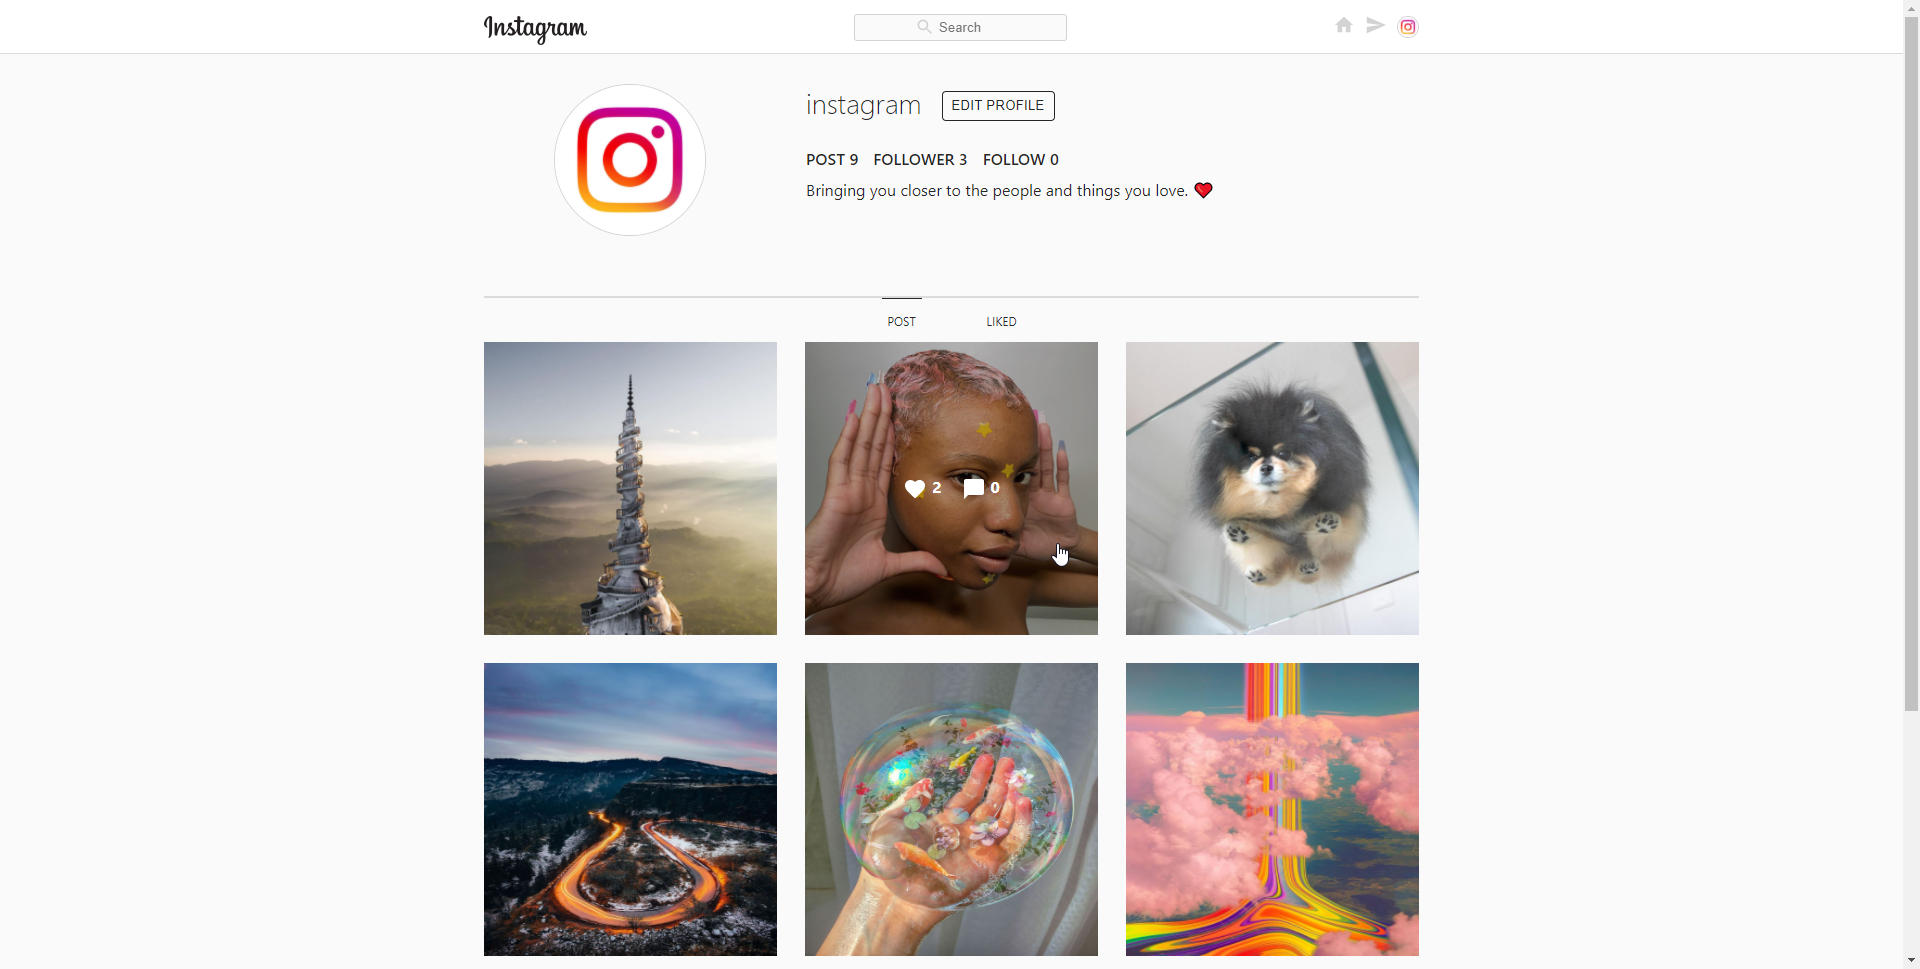 Instagram
Search
instagram
EDIT PROFILE
POST 9 FOLLOWER 3 FOLLOW 0
Bringing you closer to the people and things you love. ❤️
POST
LIKED
2 0